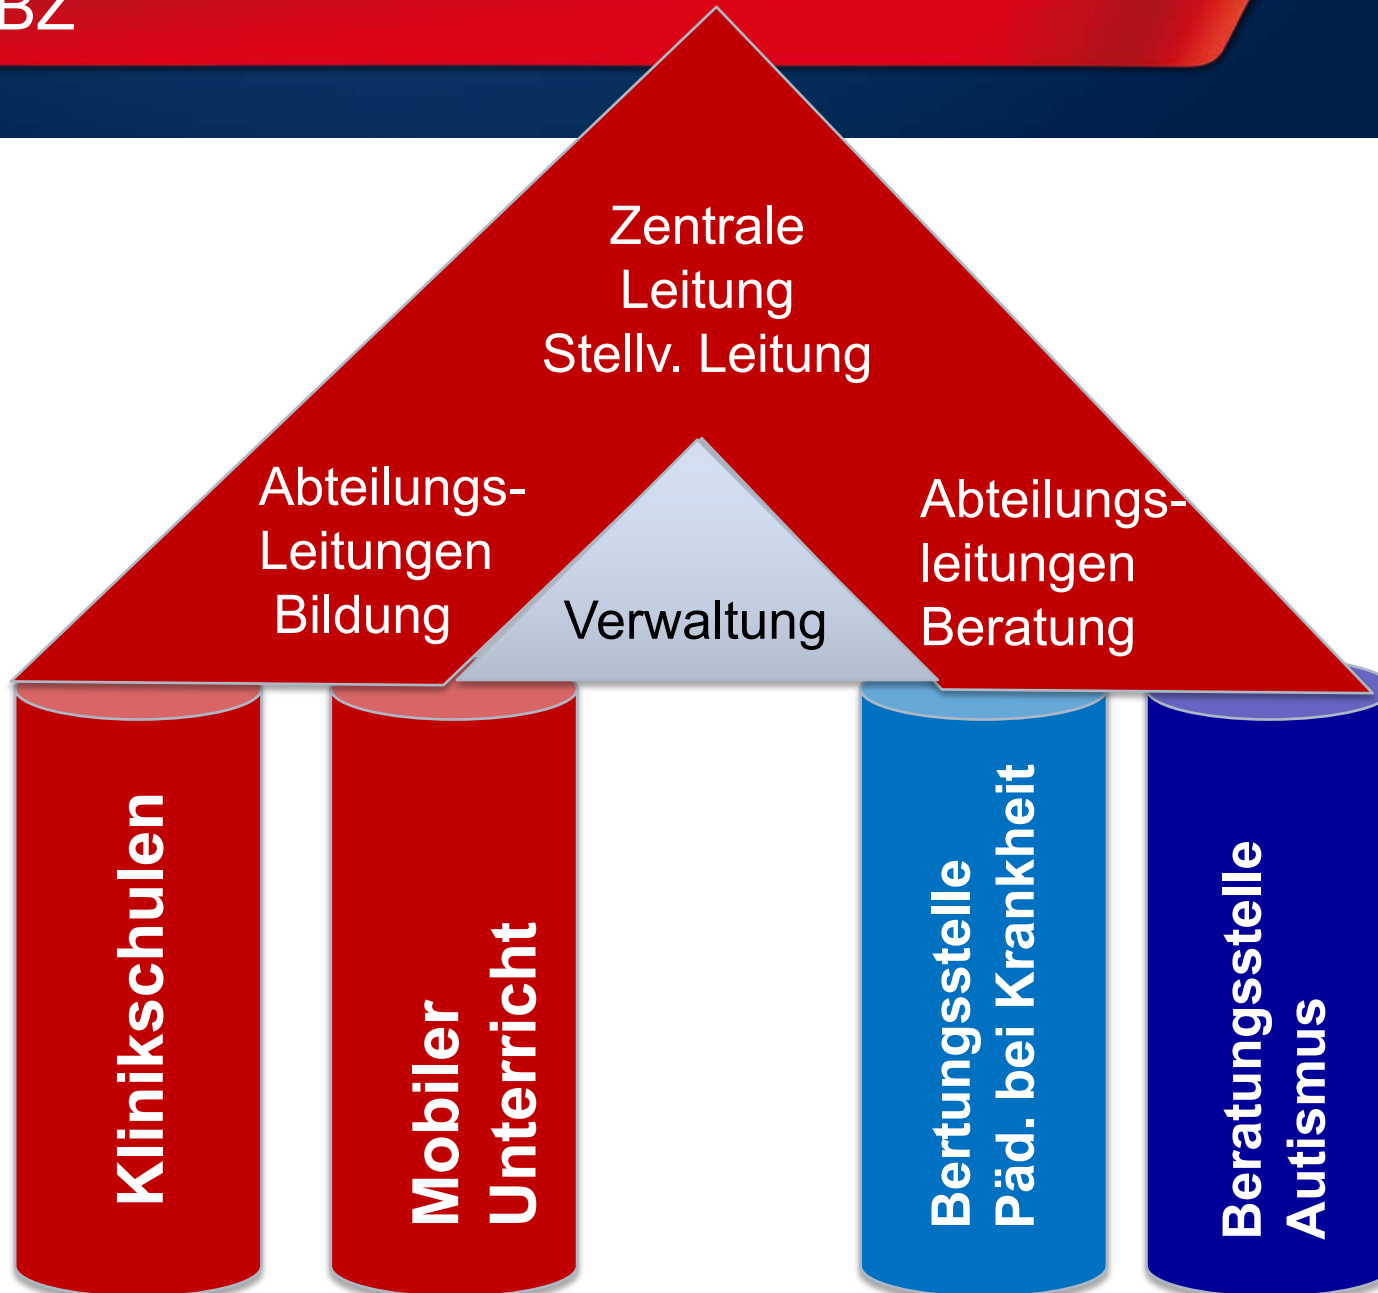 BZ
Zentrale
Leitung
Stellv. Leitung
Abteilungs-
Leitungen
Bildung
Verwaltung
Abteilungs-
leitungen
Beratung
Klinikschulen
Mobiler
Unterricht
Bertungsstelle
Päd. bei Krankheit
Beratungsstelle
Autismus